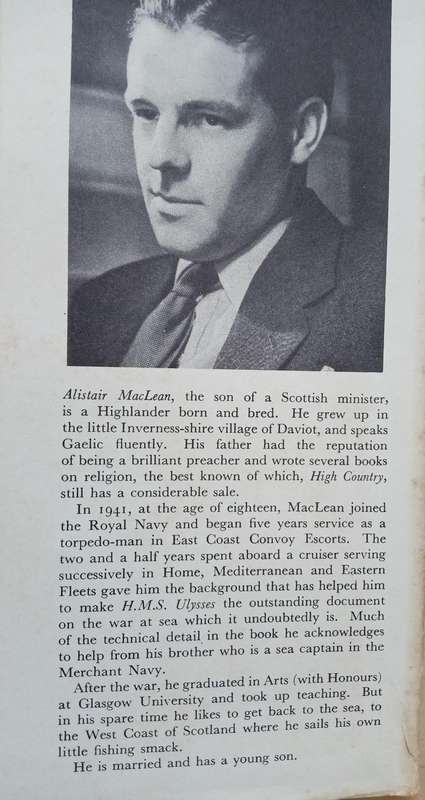 Alistair MacLean, the son of a Scottish minister,
is a Highlander born and bred. He grew up in
the little Inverness-shire village of Daviot, and speaks
Gaelic fluently. His father had the reputation
of being a brilliant preacher and wrote several books
on religion, the best known of which, High Country,
still has a considerable sale.
In 1941, at the age of eighteen, MacLean joined
the Royal Navy and began five years service as a
torpedo-man in East Coast Convoy Escorts. The
two and a half years spent aboard a cruiser serving
successively in Home, Mediterranean and Eastern
Fleets gave him the background that has helped him
to make H.M.S. Ulysses the outstanding document
on the war at sea which it undoubtedly is. Much
of the technical detail in the book he acknowledges
to help from his brother who is a sea captain in the
Merchant Navy.
After the war, he graduated in Arts (with Honours)
at Glasgow University and took up teaching. But
in his spare time he likes to get back to the sea, to
the West Coast of Scotland where he sails his own
little fishing smack.
He is married and has a young son.